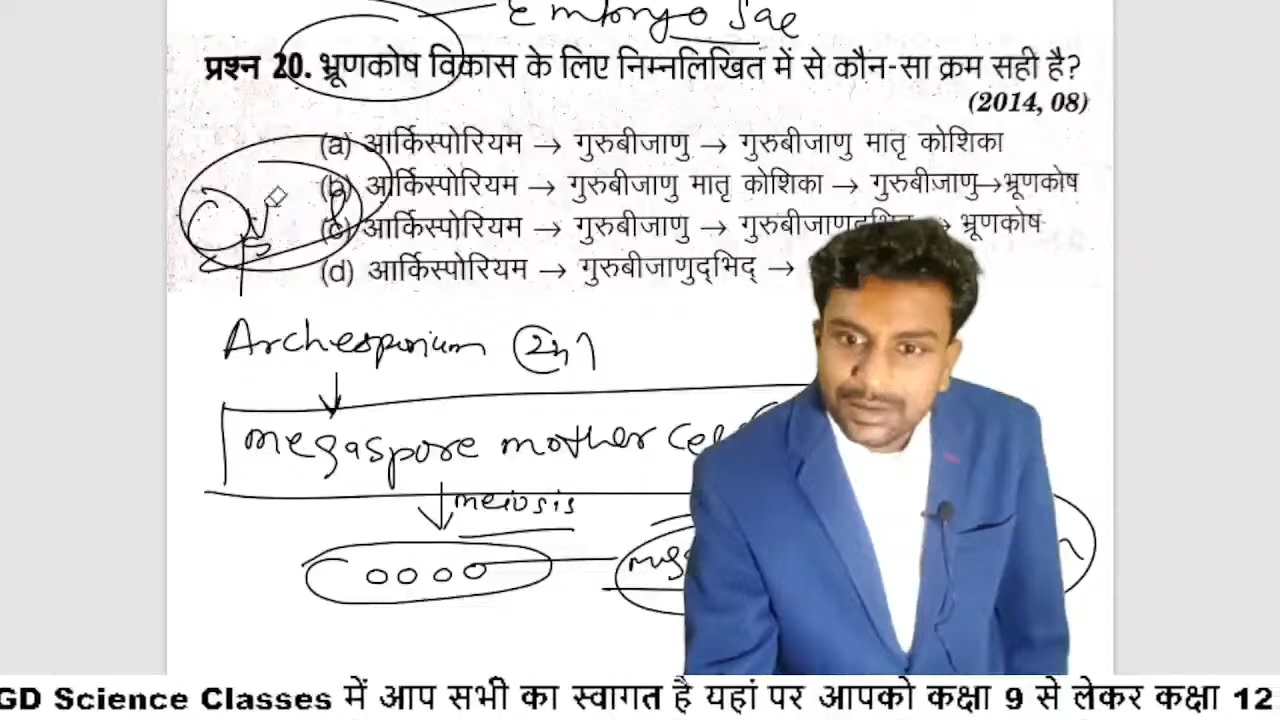 Embryo Sac
प्रश्न 20. भ्रूणकोष विकास के लिए निम्नलिखित में से कौन-सा क्रम सही है?
(2014, 08)
(a) आर्किस्पोरियम → गुरुबीजाणु → गुरुबीजाणु मातृ कोशिका
(b) आर्किस्पोरियम → गुरुबीजाणु मातृ कोशिका → गुरुबीजाणु→भ्रूणकोष
(c) आर्किस्पोरियम → गुरुबीजाणु → → भ्रूणकोष
(d) आर्किस्पोरियम → गुरुबीजाणुद्भिद् →
Archesporium 2n
megaspore mother
meiosis
GD Science Classes में आप सभी का स्वागत है यहां पर आपको कक्षा 9 से लेकर कक्षा 12